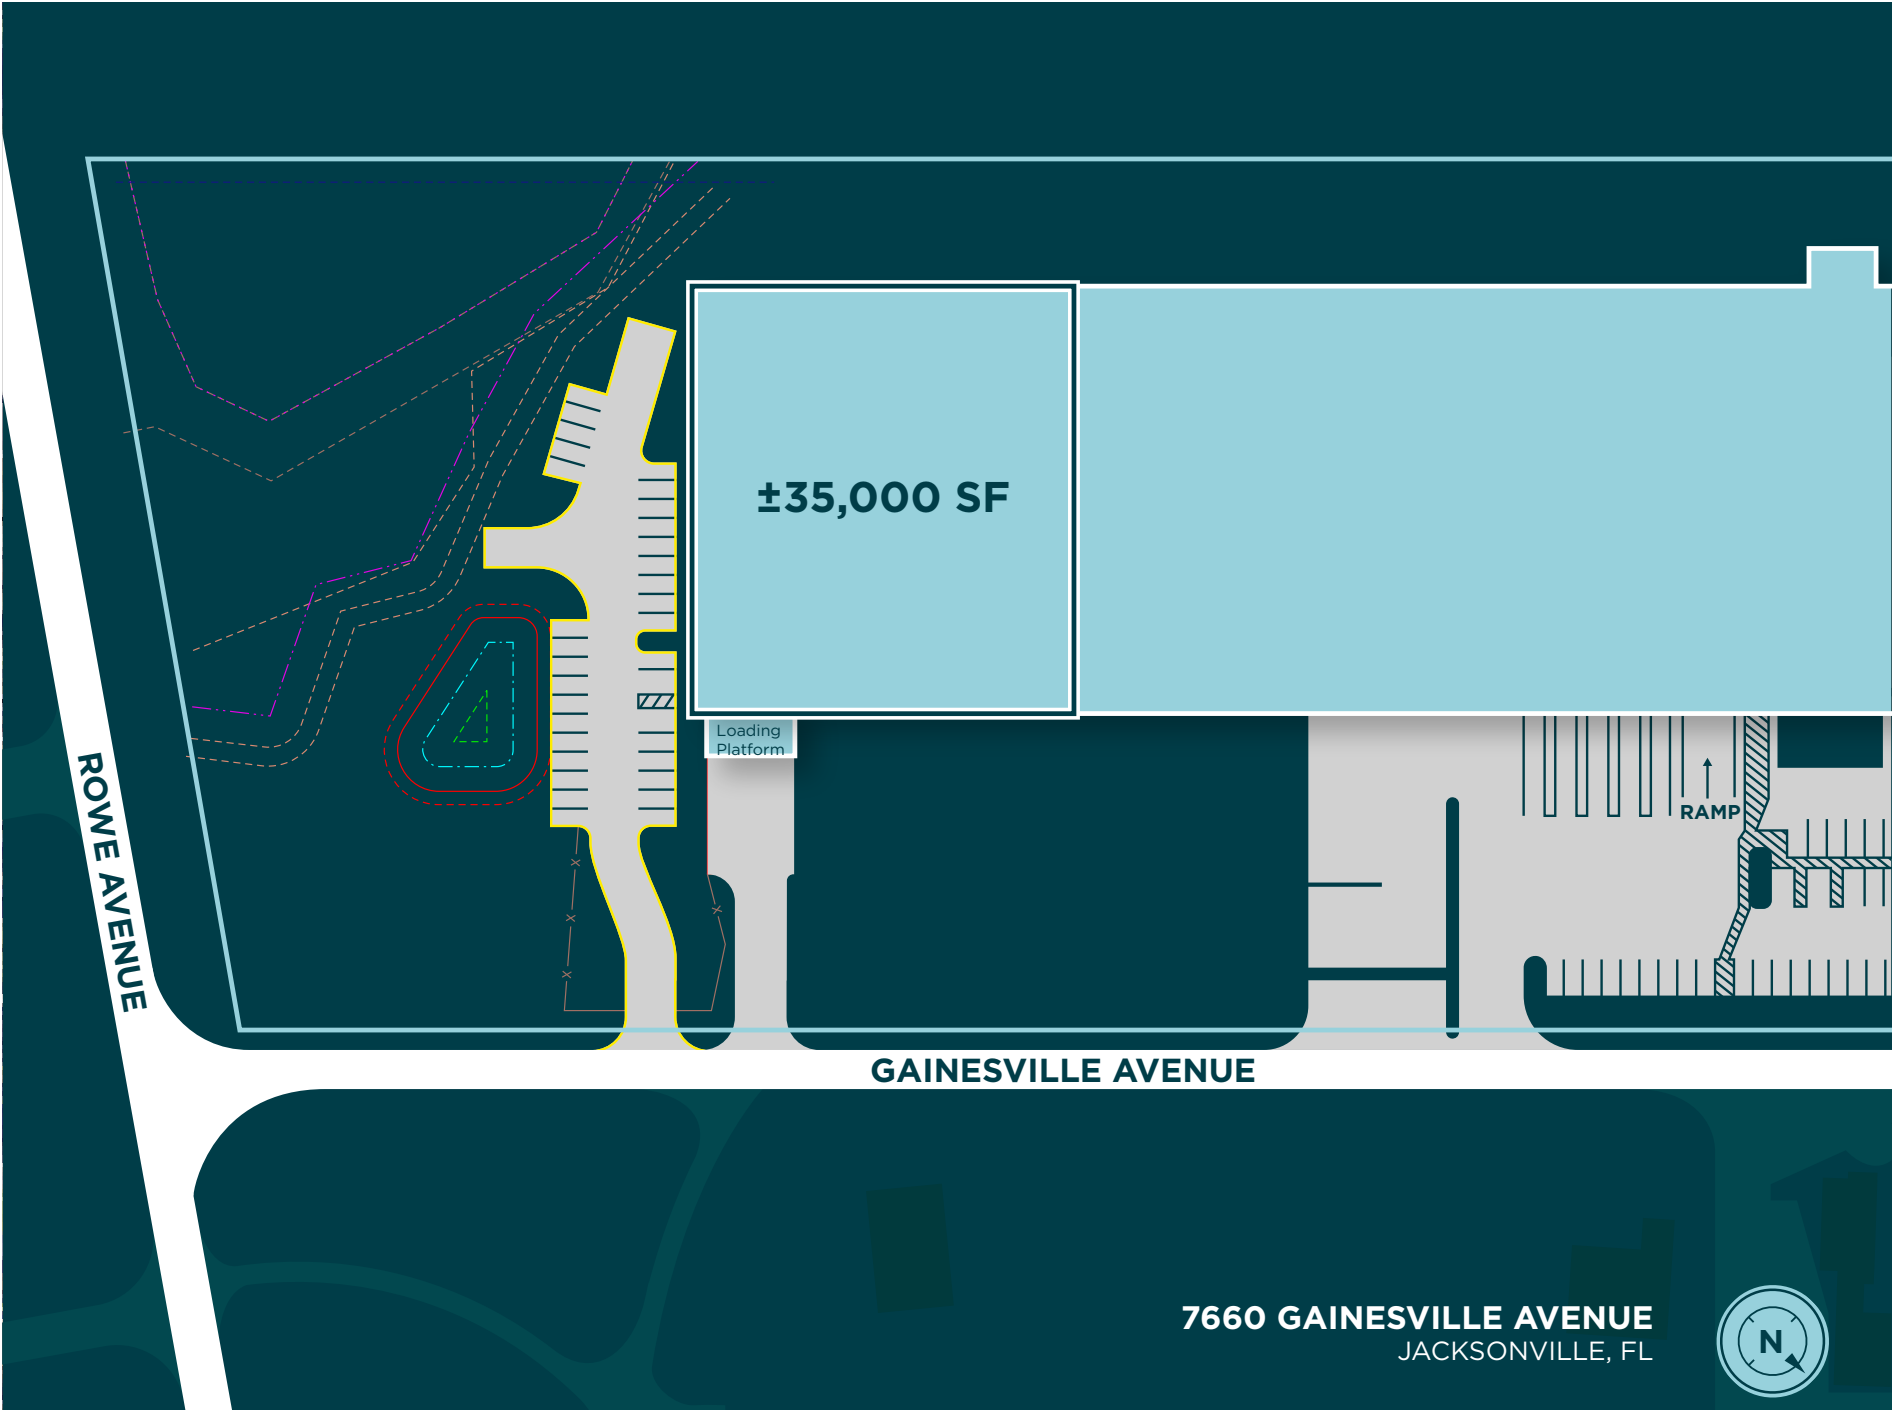 ±35,000 SF
Loading
Platform
RAMP
ROWE AVENUE
GAINESVILLE AVENUE
7660 GAINESVILLE AVENUE
JACKSONVILLE, FL
N